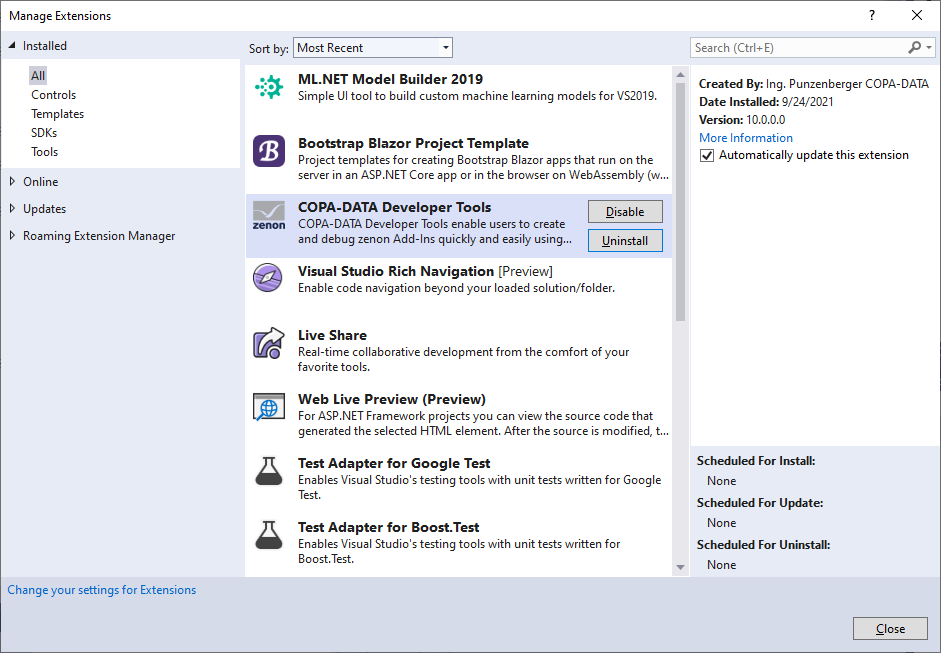 Manage Extensions
?
Installed
All
Controls
Templates
SDKs
Tools
Online
Updates
Roaming Extension Manager
Sort by: Most Recent
ML.NET Model Builder 2019
Simple UI tool to build custom machine learning models for VS2019.
B
Bootstrap Blazor Project Template
Project templates for creating Bootstrap Blazor apps that run on the
server in an ASP.NET Core app or in the browser on WebAssembly (w...
zenon
COPA-DATA Developer Tools
COPA-DATA Developer Tools enable users to create
and debug zenon Add-Ins quickly and easily using...
Disable
Uninstall
Visual Studio Rich Navigation [Preview]
Enable code navigation beyond your loaded solution/folder.
Live Share
Real-time collaborative development from the comfort of your
favorite tools.
Web Live Preview (Preview)
For ASP.NET Framework projects you can view the source code that
generated the selected HTML element. After the source is modified, t...
Test Adapter for Google Test
Enables Visual Studio's testing tools with unit tests written for Google
Test.
Test Adapter for Boost.Test
Enables Visual Studio's testing tools with unit tests written for
Boost.Test.
Search (Ctrl+E)
Created By: Ing. Punzenberger COPA-DATA
Date Installed: 9/24/2021
Version: 10.0.0.0
More Information
Automatically update this extension
Scheduled For Install:
None
Scheduled For Update:
None
Scheduled For Uninstall:
None
Change your settings for Extensions
Close